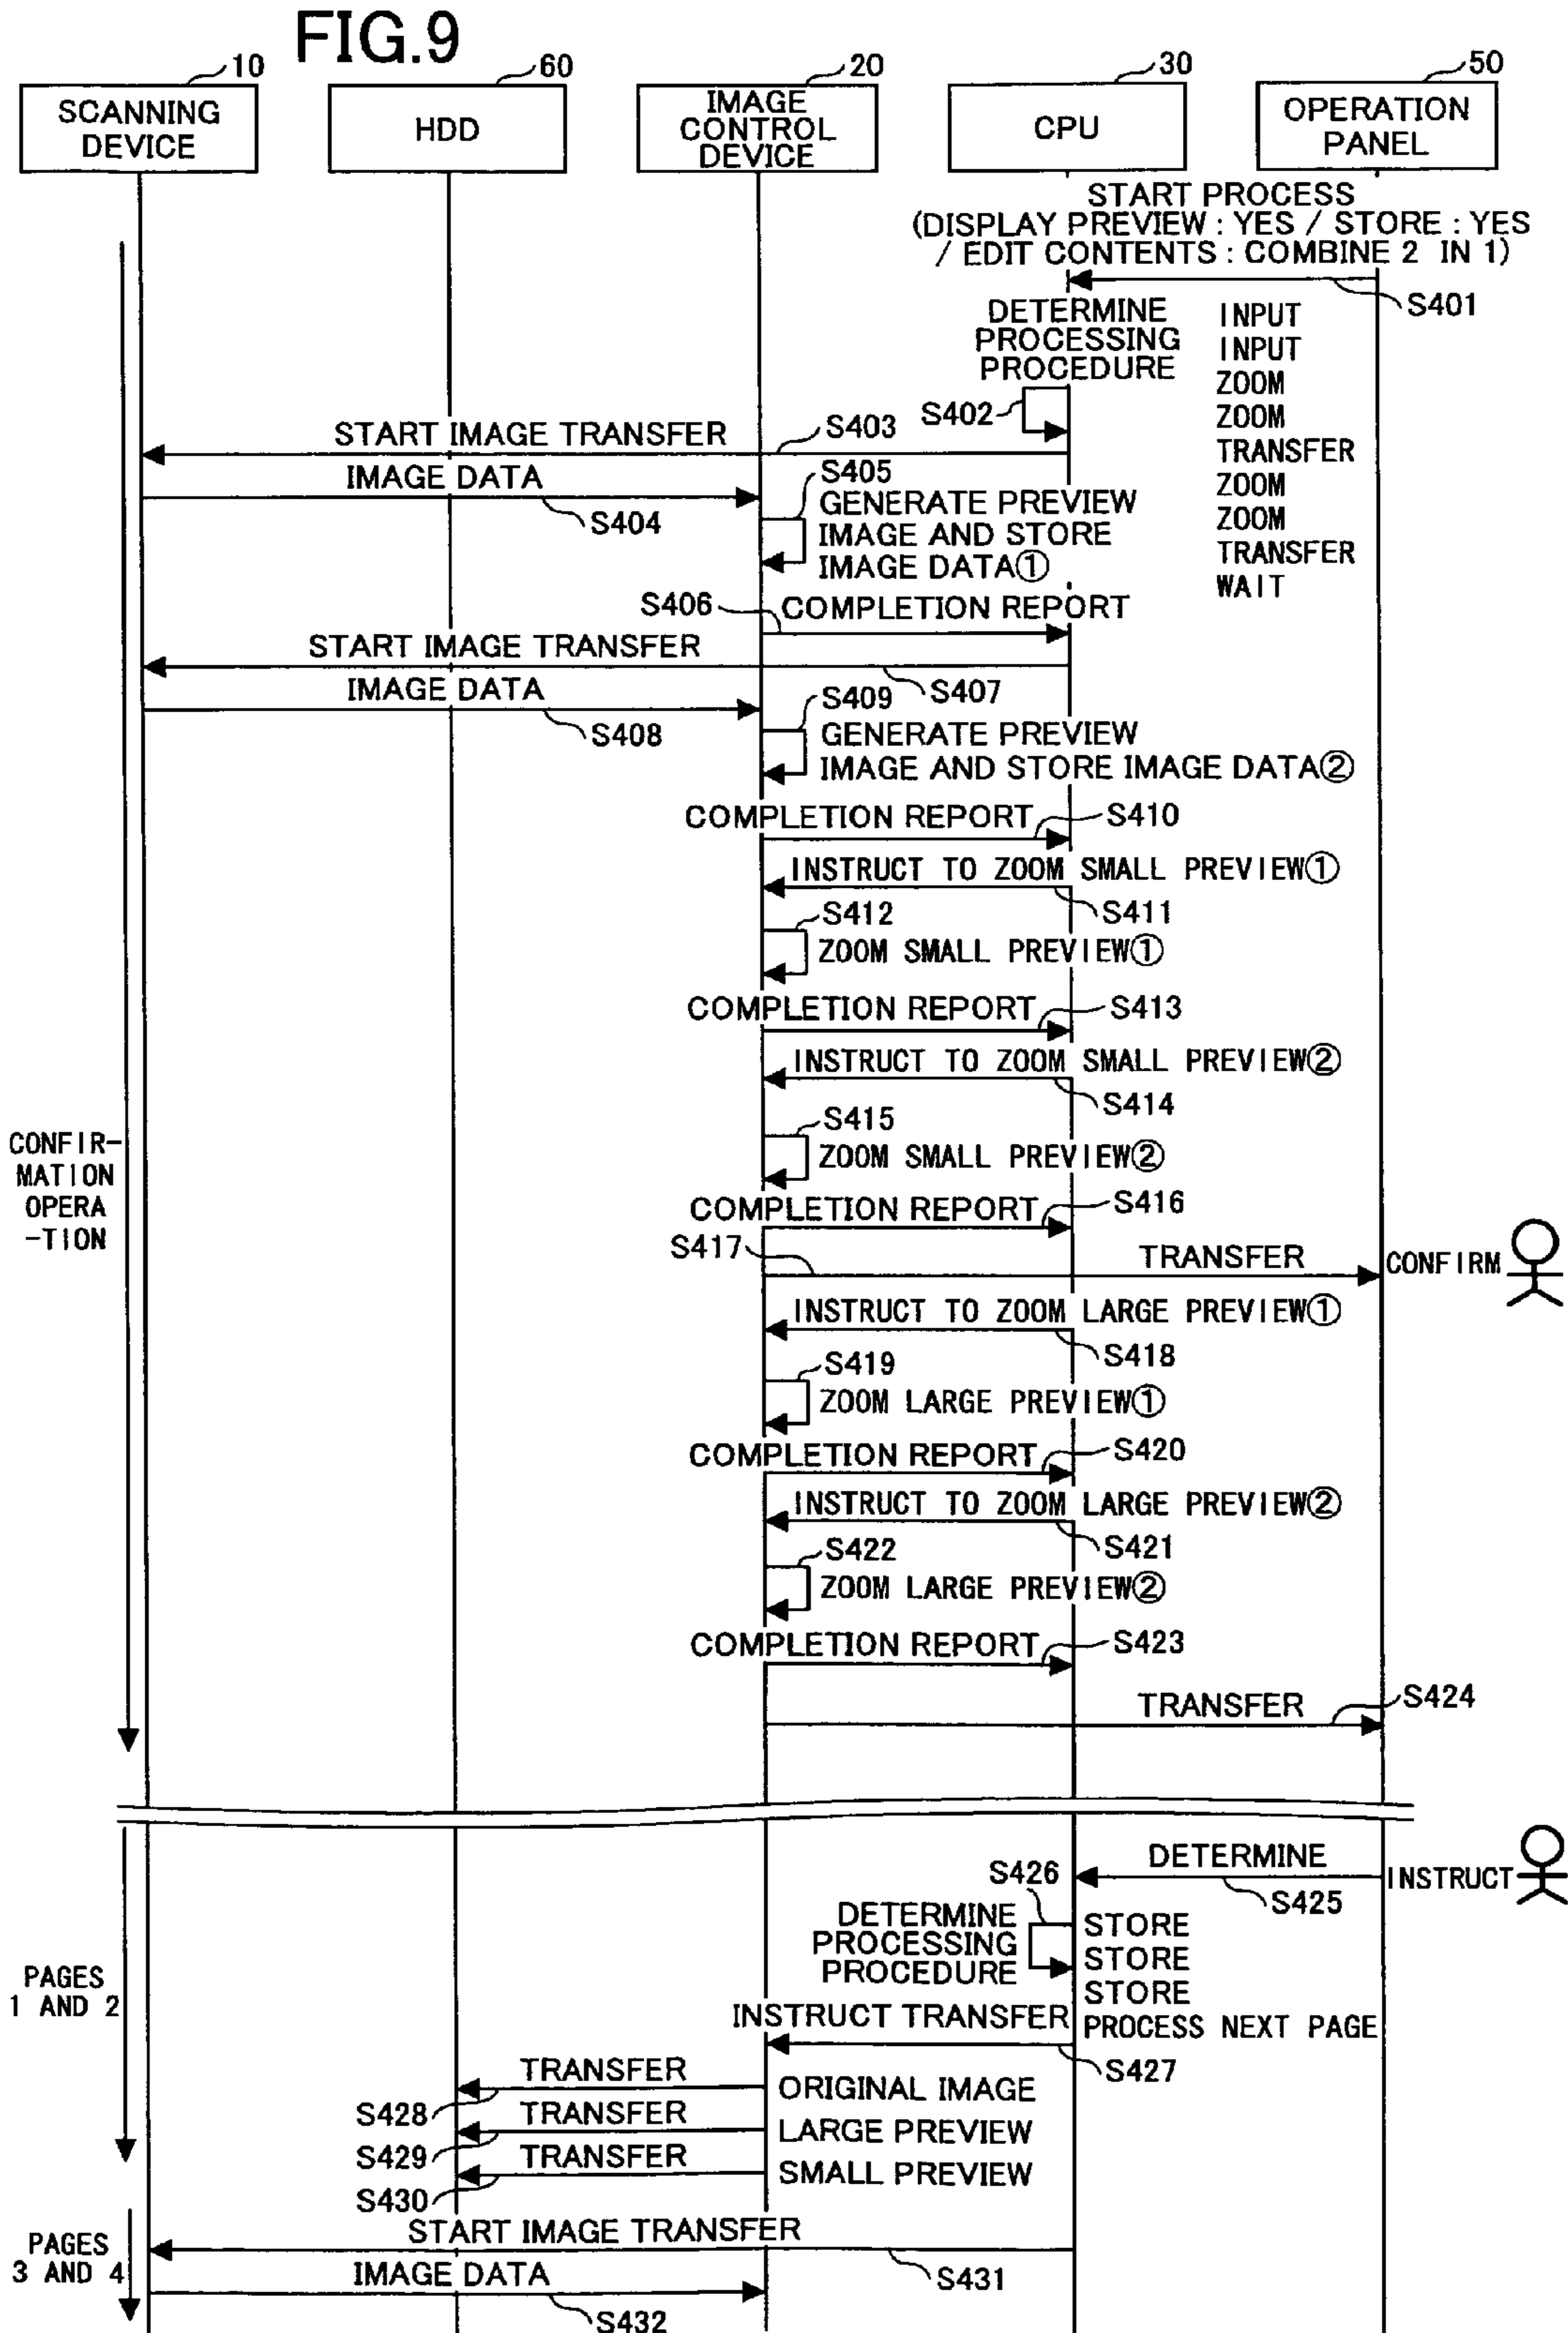 FIG.9
10
60
20
30
50
SCANNING
DEVICE
HDD
IMAGE
CONTROL
DEVICE
CPU
OPERATION
PANEL
START PROCESS
(DISPLAY PREVIEW : YES / STORE : YES
/ EDIT CONTENTS : COMBINE 2 IN 1)
S401
DETERMINE
PROCESSING
PROCEDURE
S402
INPUT
INPUT
ZOOM
ZOOM
TRANSFER
ZOOM
ZOOM
TRANSFER
WAIT
START IMAGE TRANSFER
S403
IMAGE DATA
S404
S405
GENERATE PREVIEW
IMAGE AND STORE
IMAGE DATA①
S406
COMPLETION REPORT
START IMAGE TRANSFER
S407
IMAGE DATA
S408
S409
GENERATE PREVIEW
IMAGE AND STORE IMAGE DATA②
COMPLETION REPORT
S410
INSTRUCT TO ZOOM SMALL PREVIEW①
S411
S412
ZOOM SMALL PREVIEW①
COMPLETION REPORT
S413
INSTRUCT TO ZOOM SMALL PREVIEW②
S414
S415
ZOOM SMALL PREVIEW②
CONFIR-
MATION
OPERA
-TION
COMPLETION REPORT
S416
S417
TRANSFER
CONFIRM
INSTRUCT TO ZOOM LARGE PREVIEW①
S418
S419
ZOOM LARGE PREVIEW①
COMPLETION REPORT
S420
INSTRUCT TO ZOOM LARGE PREVIEW②
S421
S422
ZOOM LARGE PREVIEW②
COMPLETION REPORT
S423
TRANSFER
S424
DETERMINE
S425
INSTRUCT
S426
DETERMINE
PROCESSING
PROCEDURE
STORE
STORE
STORE
PROCESS NEXT PAGE
PAGES
1 AND 2
INSTRUCT TRANSFER
S427
TRANSFER
ORIGINAL IMAGE
S428
TRANSFER
LARGE PREVIEW
S429
TRANSFER
SMALL PREVIEW
S430
PAGES
3 AND 4
START IMAGE TRANSFER
S431
IMAGE DATA
S432